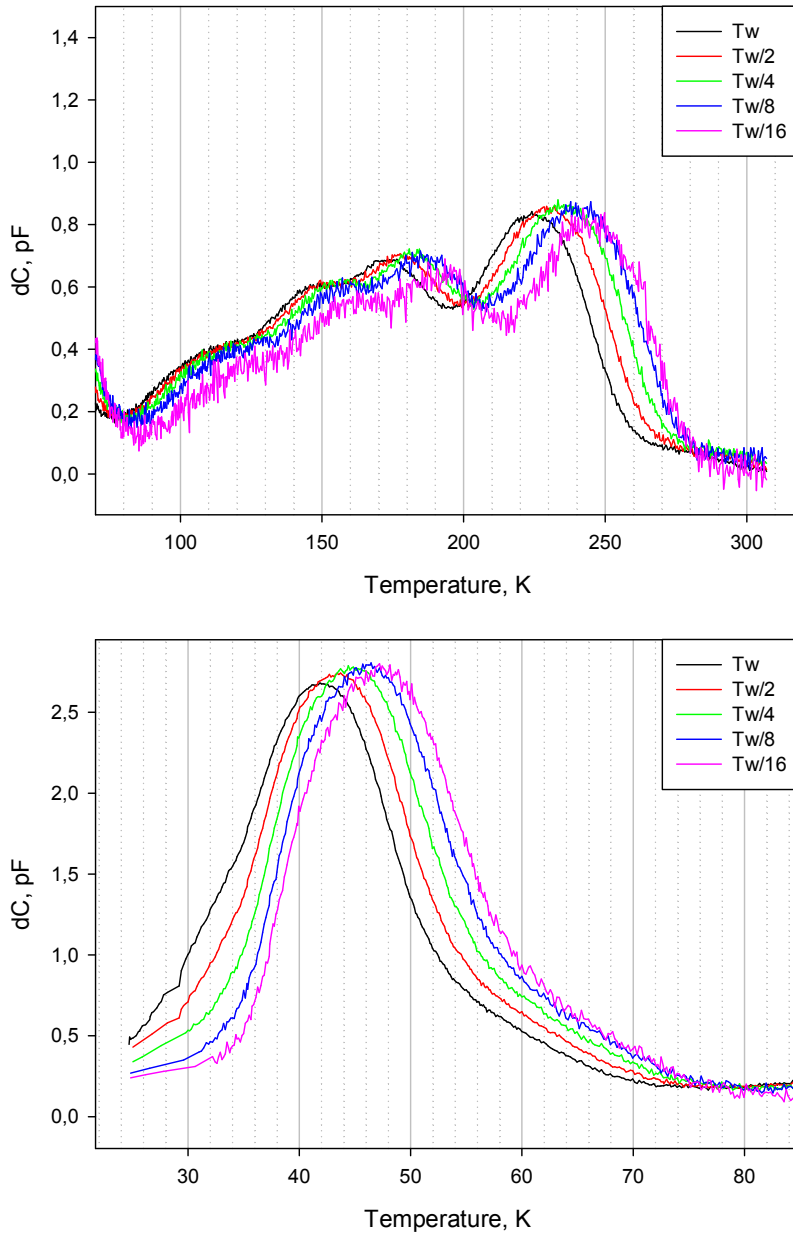 1,4
1,2
1,0
0,8
0,6
0,4
0,2
0,0
dC, pF
100 150 200 250 300
Temperature, K
Tw
Tw/2
Tw/4
Tw/8
Tw/16
2,5
2,0
1,5
1,0
0,5
0,0
dC, pF
30 40 50 60 70 80
Temperature, K
Tw
Tw/2
Tw/4
Tw/8
Tw/16